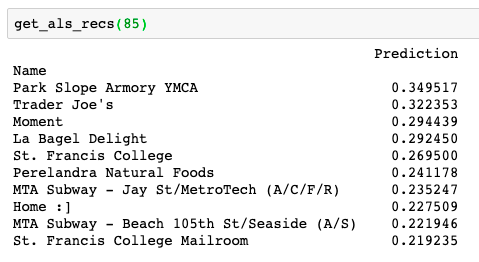 get_als_recs(85)
Prediction
Name
Park Slope Armory YMCA 0.349517
Trader Joe's 0.322353
Moment 0.294439
La Bagel Delight 0.292450
St. Francis College 0.269500
Perelandra Natural Foods 0.241178
MTA Subway - Jay St/MetroTech (A/C/F/R) 0.235247
Home :] 0.227509
MTA Subway - Beach 105th St/Seaside (A/S) 0.221946
St. Francis College Mailroom 0.219235